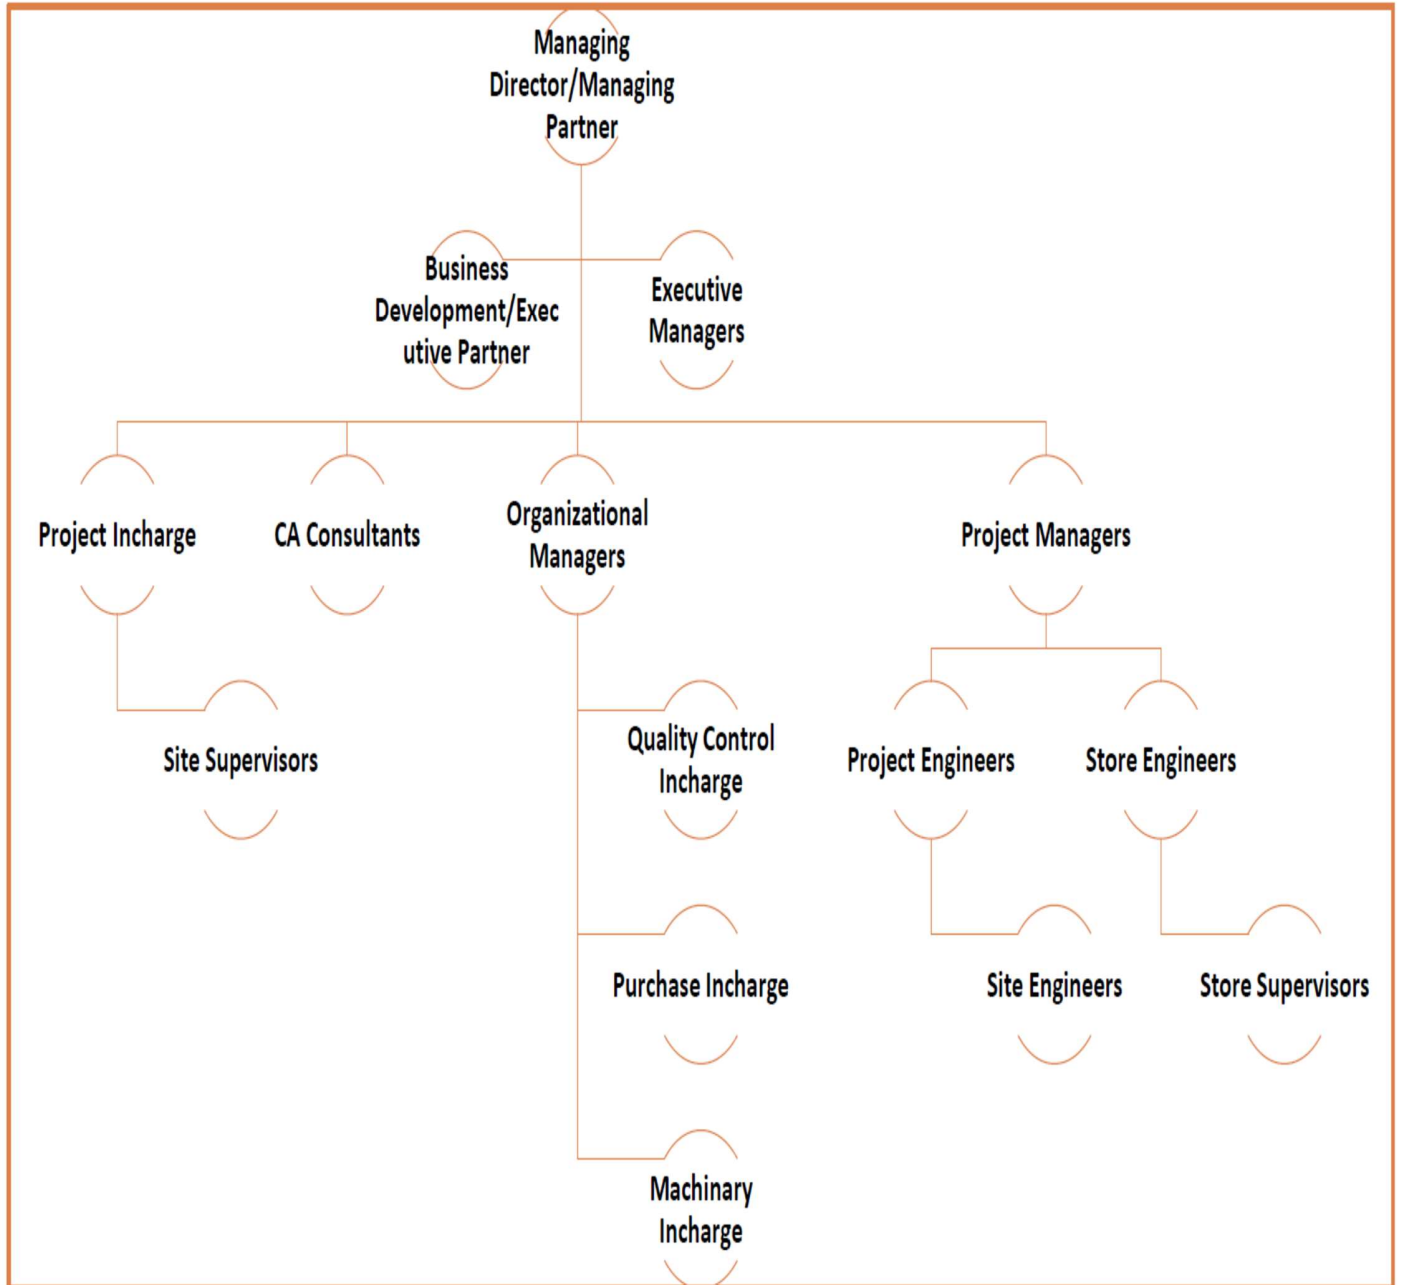 Managing
Director/Managing
Partner
Business
Development/Exec
utive Partner
Executive
Managers
Project Incharge
CA Consultants
Organizational
Managers
Project Managers
Site Supervisors
Quality Control
Incharge
Project Engineers
Store Engineers
Purchase Incharge
Site Engineers
Store Supervisors
Machinary
Incharge